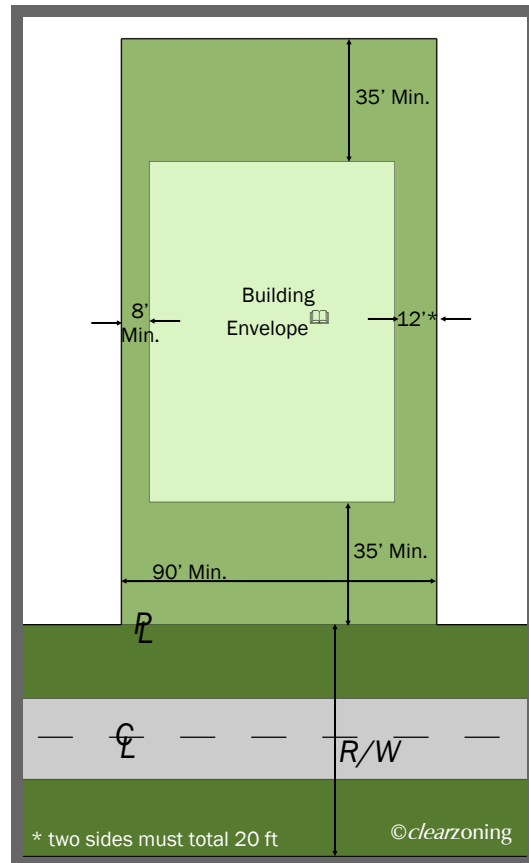 35’ Min.
Building
Envelope
8’
Min.
12’*
35’ Min.
90’ Min.
PL
CL
R/W
* two sides must total 20 ft
©clearzoning